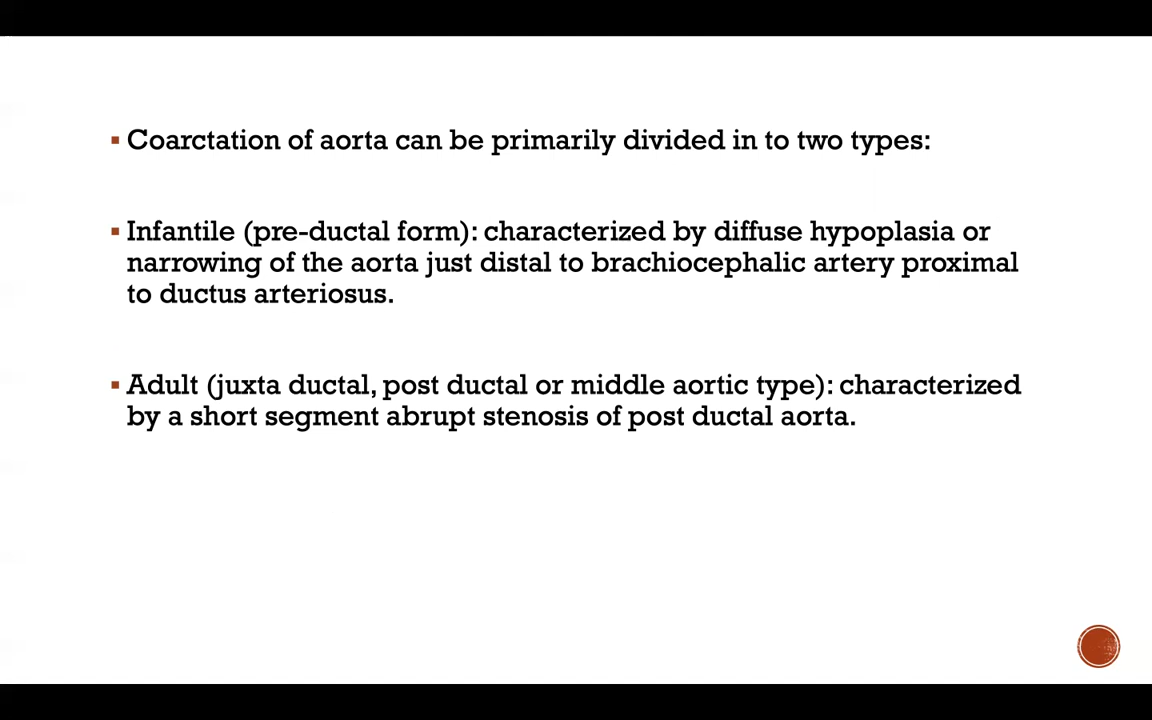 ▪ Coarctation of aorta can be primarily divided in to two types:
▪ Infantile (pre-ductal form): characterized by diffuse hypoplasia or
narrowing of the aorta just distal to brachiocephalic artery proximal
to ductus arteriosus.
▪ Adult (juxta ductal, post ductal or middle aortic type): characterized
by a short segment abrupt stenosis of post ductal aorta.